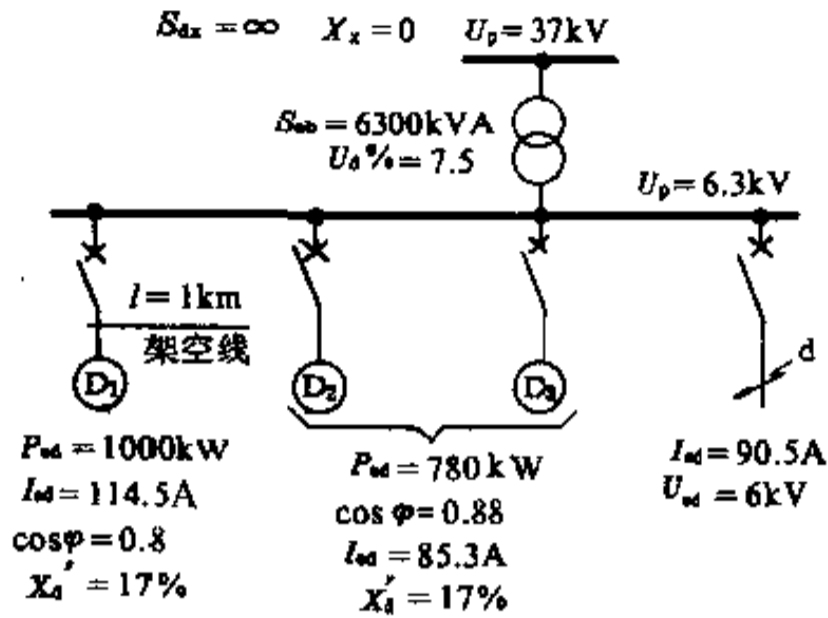 S_dx = ∞ X_x = 0 U_p = 37kV
S_eb = 6300kVA
U_d% = 7.5
U_p = 6.3kV
l = 1km
架空线
d
D₁ D₂ D₃
P_ed = 1000kW
I_ed = 114.5A
cosφ = 0.8
X_d′ = 17%
P_ed = 780kW
cosφ = 0.88
I_ed = 85.3A
X_d′ = 17%
I_ed = 90.5A
U_ed = 6kV